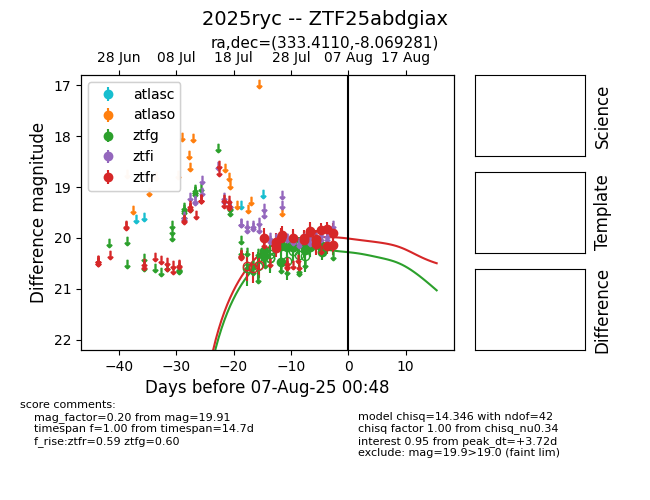 2025ryc -- ZTF25abdgiax
ra,dec=(333.4110,-8.069281)
28 Jun 08 Jul 18 Jul 28 Jul 07 Aug 17 Aug
17
18
19
20
21
22
Difference magnitude
atlasc
atlaso
ztfg
ztfi
ztfr
−40 −30 −20 −10 0 10
Days before 07-Aug-25 00:48
Science
Template
Difference
score comments:
mag_factor=0.20 from mag=19.91
timespan f=1.00 from timespan=14.7d
f_rise:ztfr=0.59 ztfg=0.60
model chisq=14.346 with ndof=42
chisq factor 1.00 from chisq_nu0.34
interest 0.95 from peak_dt=+3.72d
exclude: mag=19.9>19.0 (faint lim)